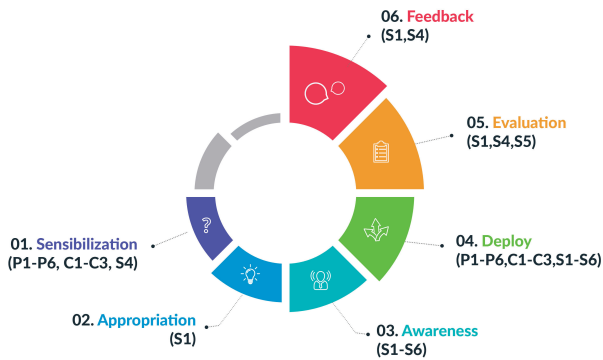 06. Feedback
(S1,S4)
05. Evaluation
(S1,S4,S5)
04. Deploy
(P1-P6,C1-C3,S1-S6)
03. Awareness
(S1-S6)
02. Appropriation
(S1)
01. Sensibilization
(P1-P6, C1-C3, S4)
?